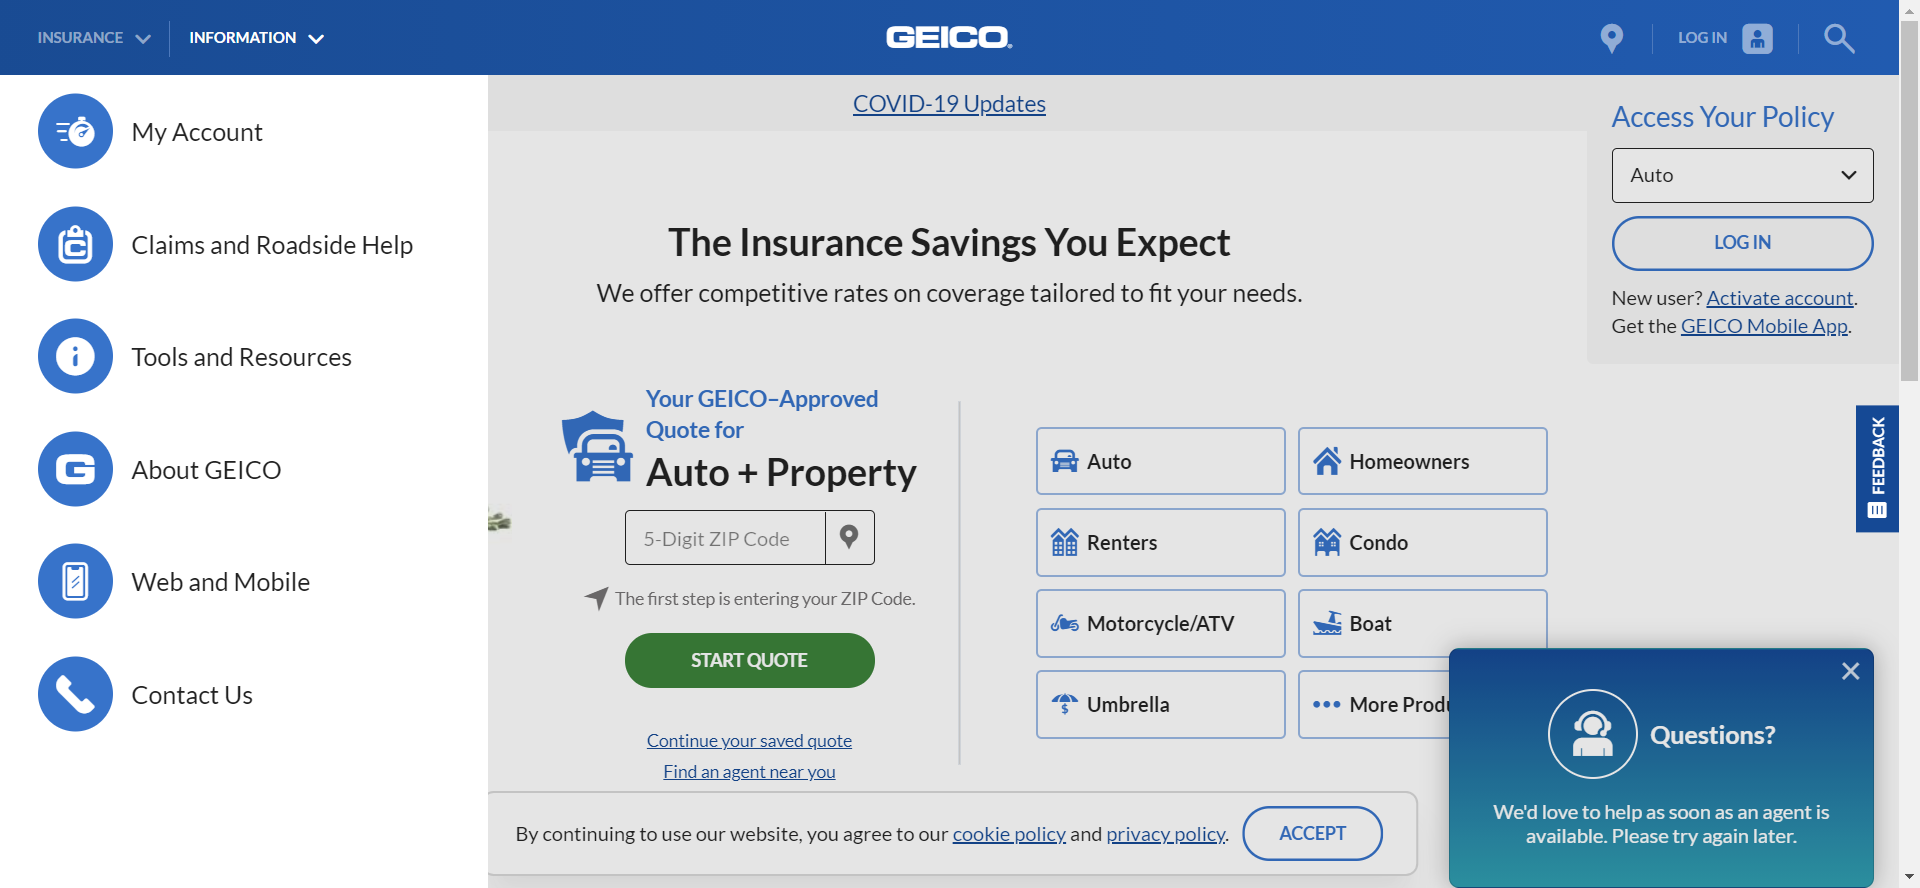 INSURANCE
INFORMATION
GEICO
LOG IN
My Account
Claims and Roadside Help
Tools and Resources
About GEICO
Web and Mobile
Contact Us
COVID-19 Updates
The Insurance Savings You Expect
We offer competitive rates on coverage tailored to fit your needs.
Your GEICO–Approved
Quote for
Auto + Property
5-Digit ZIP Code
The first step is entering your ZIP Code.
START QUOTE
Continue your saved quote
Find an agent near you
Auto
Homeowners
Renters
Condo
Motorcycle/ATV
Boat
Umbrella
More Produ
Access Your Policy
Auto
LOG IN
New user? Activate account.
Get the GEICO Mobile App.
FEEDBACK
Questions?
We'd love to help as soon as an agent is
available. Please try again later.
By continuing to use our website, you agree to our cookie policy and privacy policy.
ACCEPT